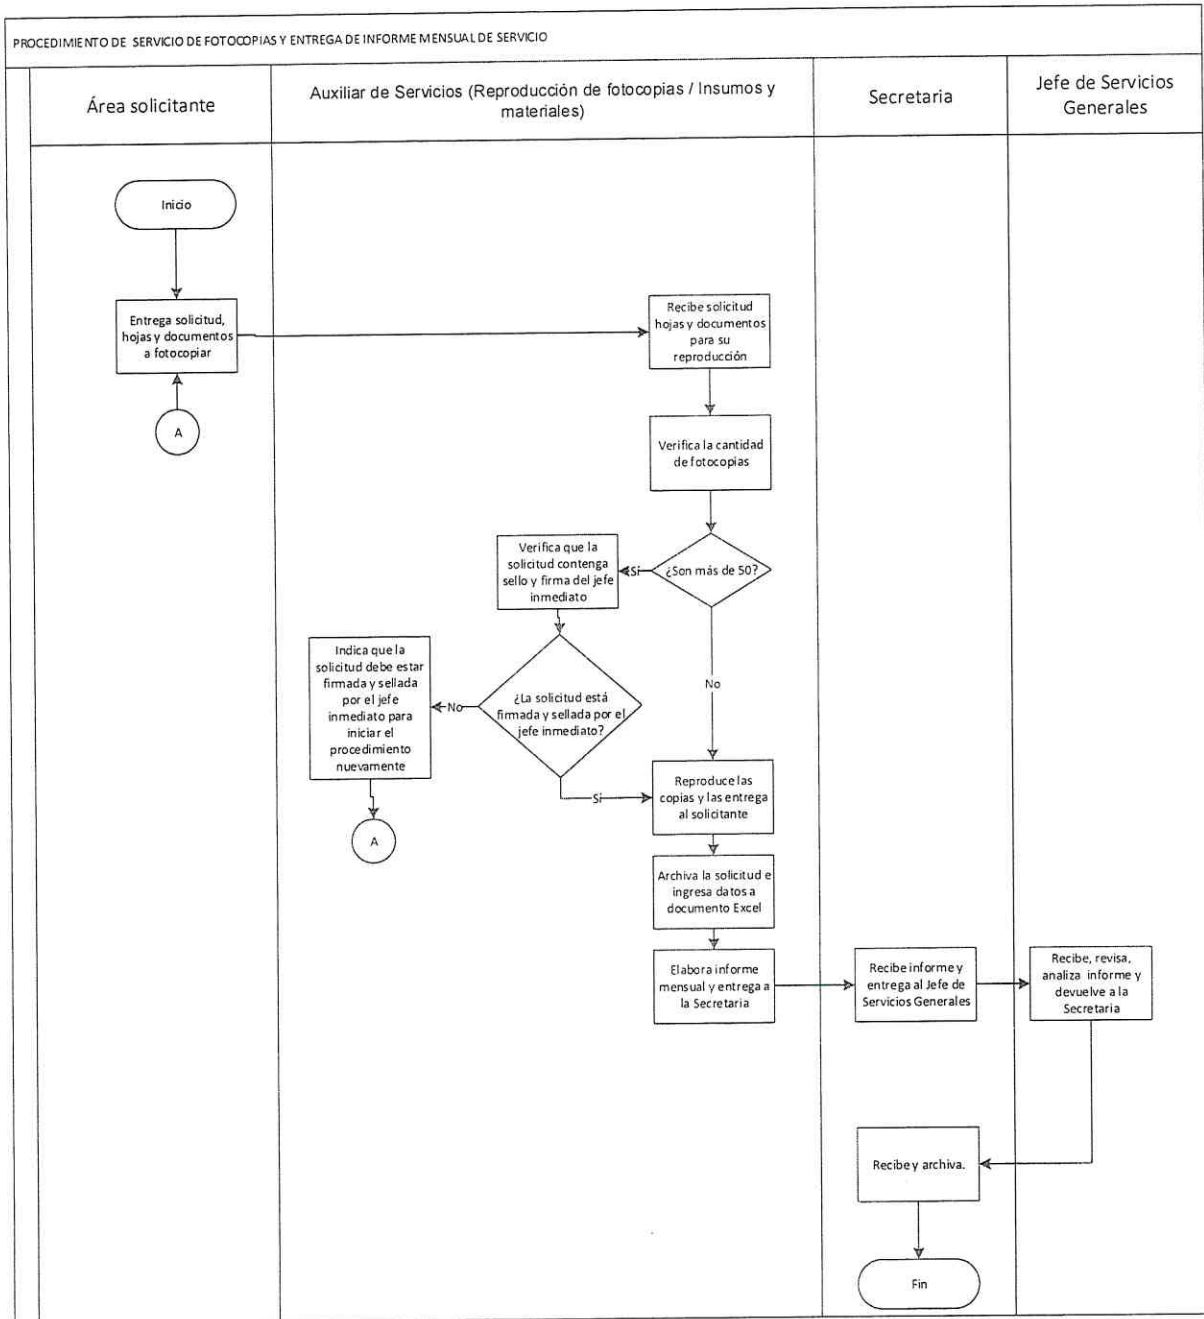 PROCEDIMIENTO DE SERVICIO DE FOTOCOPIAS Y ENTREGA DE INFORME MENSUAL DE SERVICIO
Área solicitante
Auxiliar de Servicios (Reproducción de fotocopias / Insumos y
materiales)
Secretaria
Jefe de Servicios
Generales
Inicio
Entrega solicitud,
hojas y documentos
a fotocopiar
A
Recibe solicitud
hojas y documentos
para su
reproducción
Verifica la cantidad
de fotocopias
¿Son más de 50?
Sí
Verifica que la
solicitud contenga
sello y firma del jefe
inmediato
No
¿La solicitud está
firmada y sellada por el
jefe inmediato?
No
Indica que la
solicitud debe estar
firmada y sellada
por el jefe
inmediato para
iniciar el
procedimiento
nuevamente
A
Sí
Reproduce las
copias y las entrega
al solicitante
Archiva la solicitud e
ingresa datos a
documento Excel
Elabora informe
mensual y entrega a
la Secretaria
Recibe informe y
entrega al Jefe de
Servicios Generales
Recibe, revisa,
analiza informe y
devuelve a la
Secretaria
Recibe y archiva.
Fin